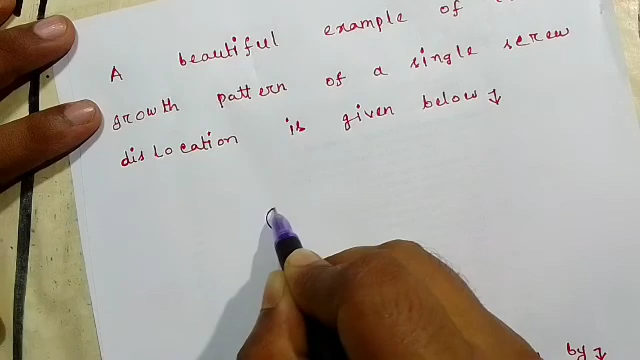 A beautiful example of
growth pattern of a single screw
dislocation is given below ↓
by ↓